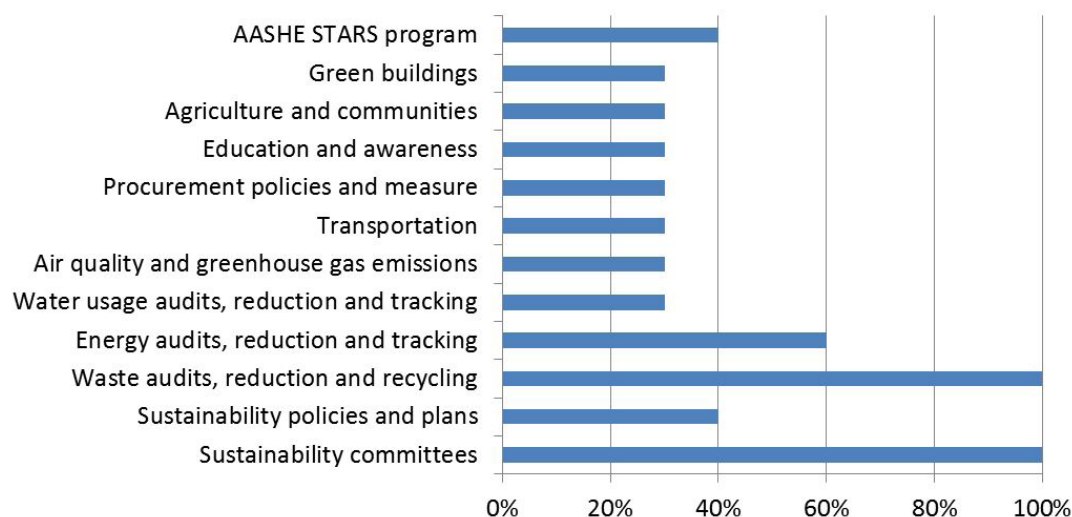 AASHE STARS program
Green buildings
Agriculture and communities
Education and awareness
Procurement policies and measure
Transportation
Air quality and greenhouse gas emissions
Water usage audits, reduction and tracking
Energy audits, reduction and tracking
Waste audits, reduction and recycling
Sustainability policies and plans
Sustainability committees
0% 20% 40% 60% 80% 100%